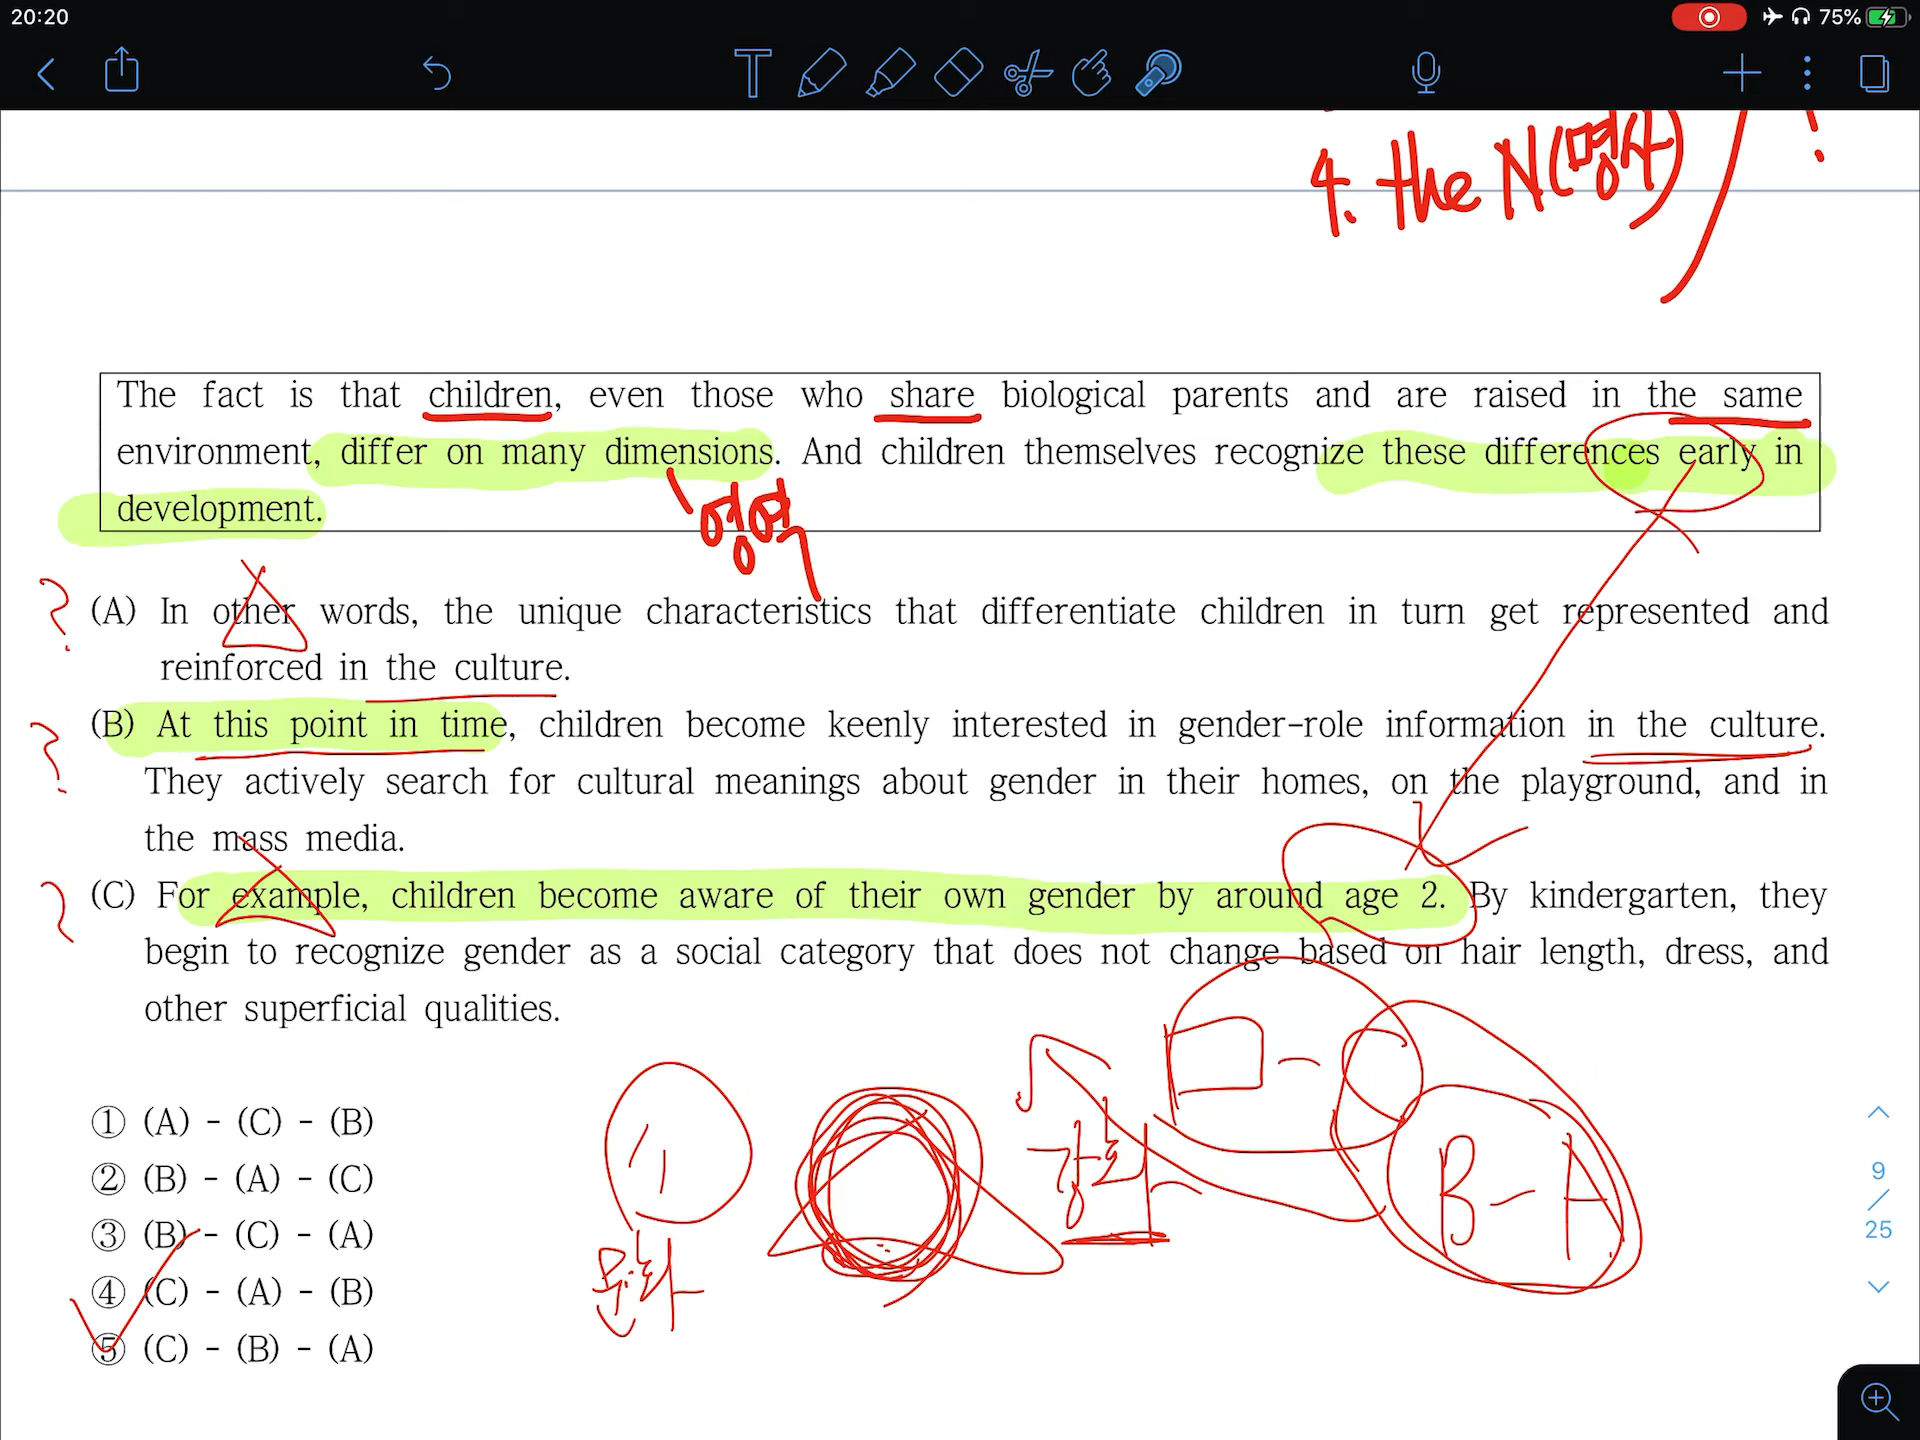 20:20
75%
4. the N(명사)
!
The fact is that children, even those who share biological parents and are raised in the same
environment, differ on many dimensions. And children themselves recognize these differences early in
development.
영역
? (A) In other words, the unique characteristics that differentiate children in turn get represented and
reinforced in the culture.
? (B) At this point in time, children become keenly interested in gender-role information in the culture.
They actively search for cultural meanings about gender in their homes, on the playground, and in
the mass media.
? (C) For example, children become aware of their own gender by around age 2. By kindergarten, they
begin to recognize gender as a social category that does not change based on hair length, dress, and
other superficial qualities.
① (A) - (C) - (B)
② (B) - (A) - (C)
③ (B) - (C) - (A)
④ (C) - (A) - (B)
⑤ (C) - (B) - (A)
문화
강화
B - A
9
/
25